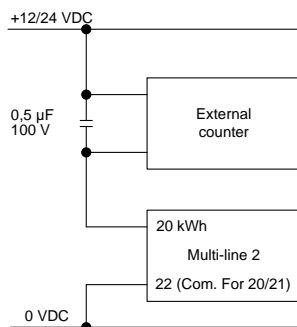 +12/24 VDC
0,5 µF
100 V
External
counter
20 kWh
Multi-line 2
22 (Com. For 20/21)
0 VDC